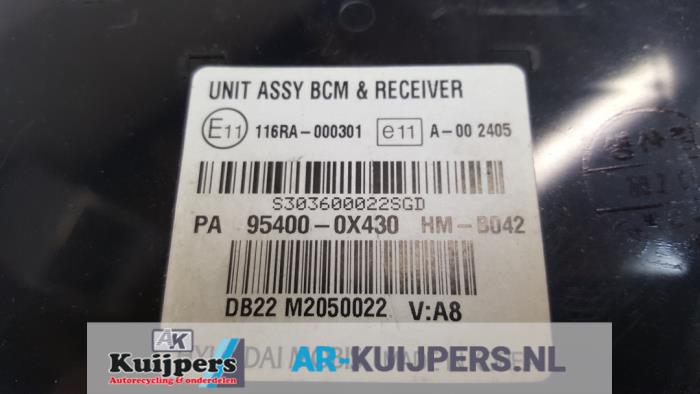 UNIT ASSY BCM & RECEIVER
E11 116RA-000301 e11 A-00 2405
S303600022SGD
PA 95400-0X430 HM-B042
DB22 M2050022 V:A8
AK
Kuijpers
Autorecycling & onderdelen
AR-KUIJPERS.NL